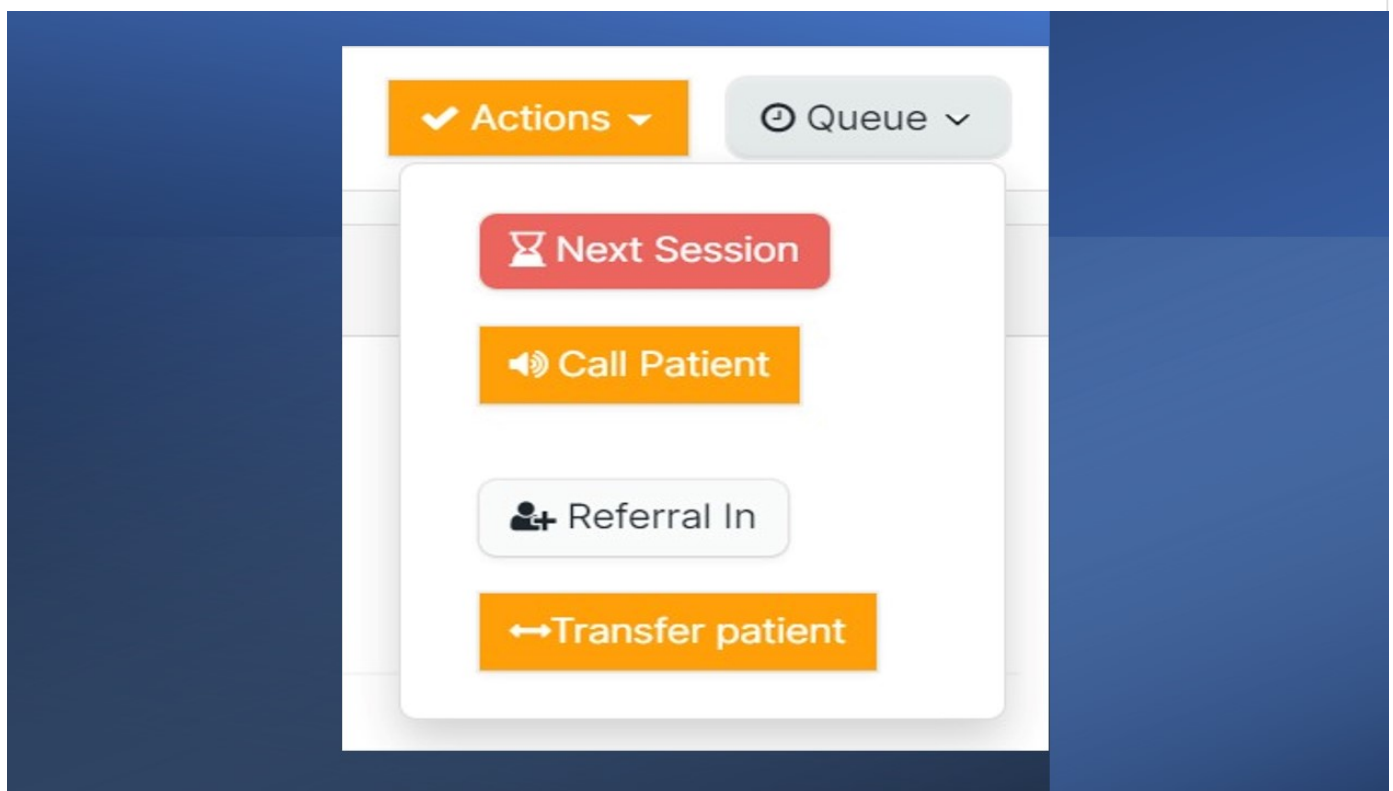 Actions
Queue
Next Session
Call Patient
Referral In
Transfer patient